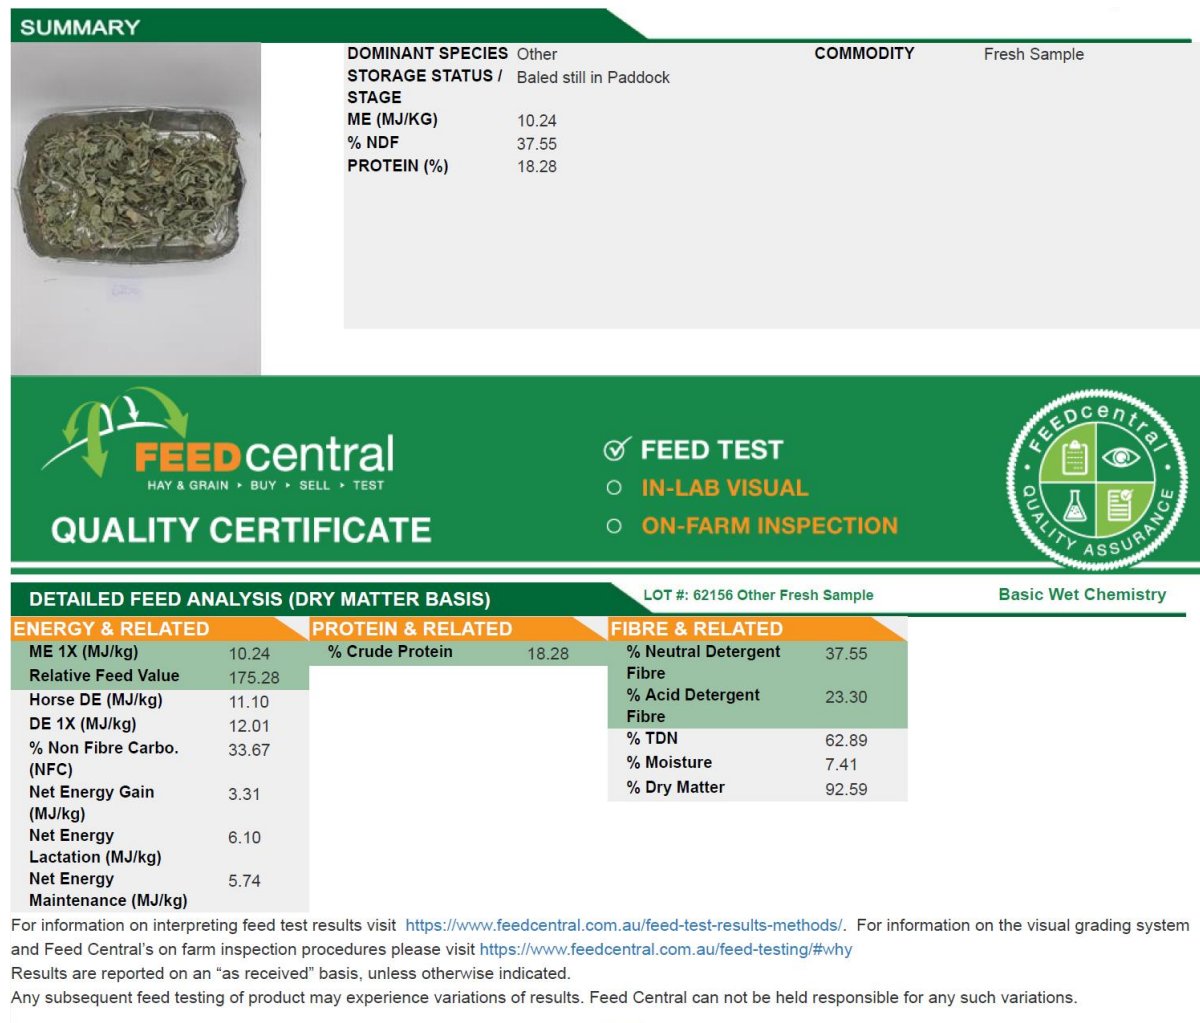 SUMMARY
DOMINANT SPECIES Other COMMODITY Fresh Sample
STORAGE STATUS / Baled still in Paddock
STAGE
ME (MJ/KG) 10.24
% NDF 37.55
PROTEIN (%) 18.28
FEEDcentral
HAY & GRAIN ▸ BUY ▸ SELL ▸ TEST
QUALITY CERTIFICATE
FEED TEST
IN-LAB VISUAL
ON-FARM INSPECTION
FEEDcentral
QUALITY ASSURANCE
DETAILED FEED ANALYSIS (DRY MATTER BASIS) LOT #: 62156 Other Fresh Sample Basic Wet Chemistry
ENERGY & RELATED
ME 1X (MJ/kg) 10.24
Relative Feed Value 175.28
Horse DE (MJ/kg) 11.10
DE 1X (MJ/kg) 12.01
% Non Fibre Carbo. 33.67
(NFC)
Net Energy Gain 3.31
(MJ/kg)
Net Energy 6.10
Lactation (MJ/kg)
Net Energy 5.74
Maintenance (MJ/kg)
PROTEIN & RELATED
% Crude Protein 18.28
FIBRE & RELATED
% Neutral Detergent 37.55
Fibre
% Acid Detergent 23.30
Fibre
% TDN 62.89
% Moisture 7.41
% Dry Matter 92.59
For information on interpreting feed test results visit https://www.feedcentral.com.au/feed-test-results-methods/. For information on the visual grading system
and Feed Central's on farm inspection procedures please visit https://www.feedcentral.com.au/feed-testing/#why
Results are reported on an “as received” basis, unless otherwise indicated.
Any subsequent feed testing of product may experience variations of results. Feed Central can not be held responsible for any such variations.